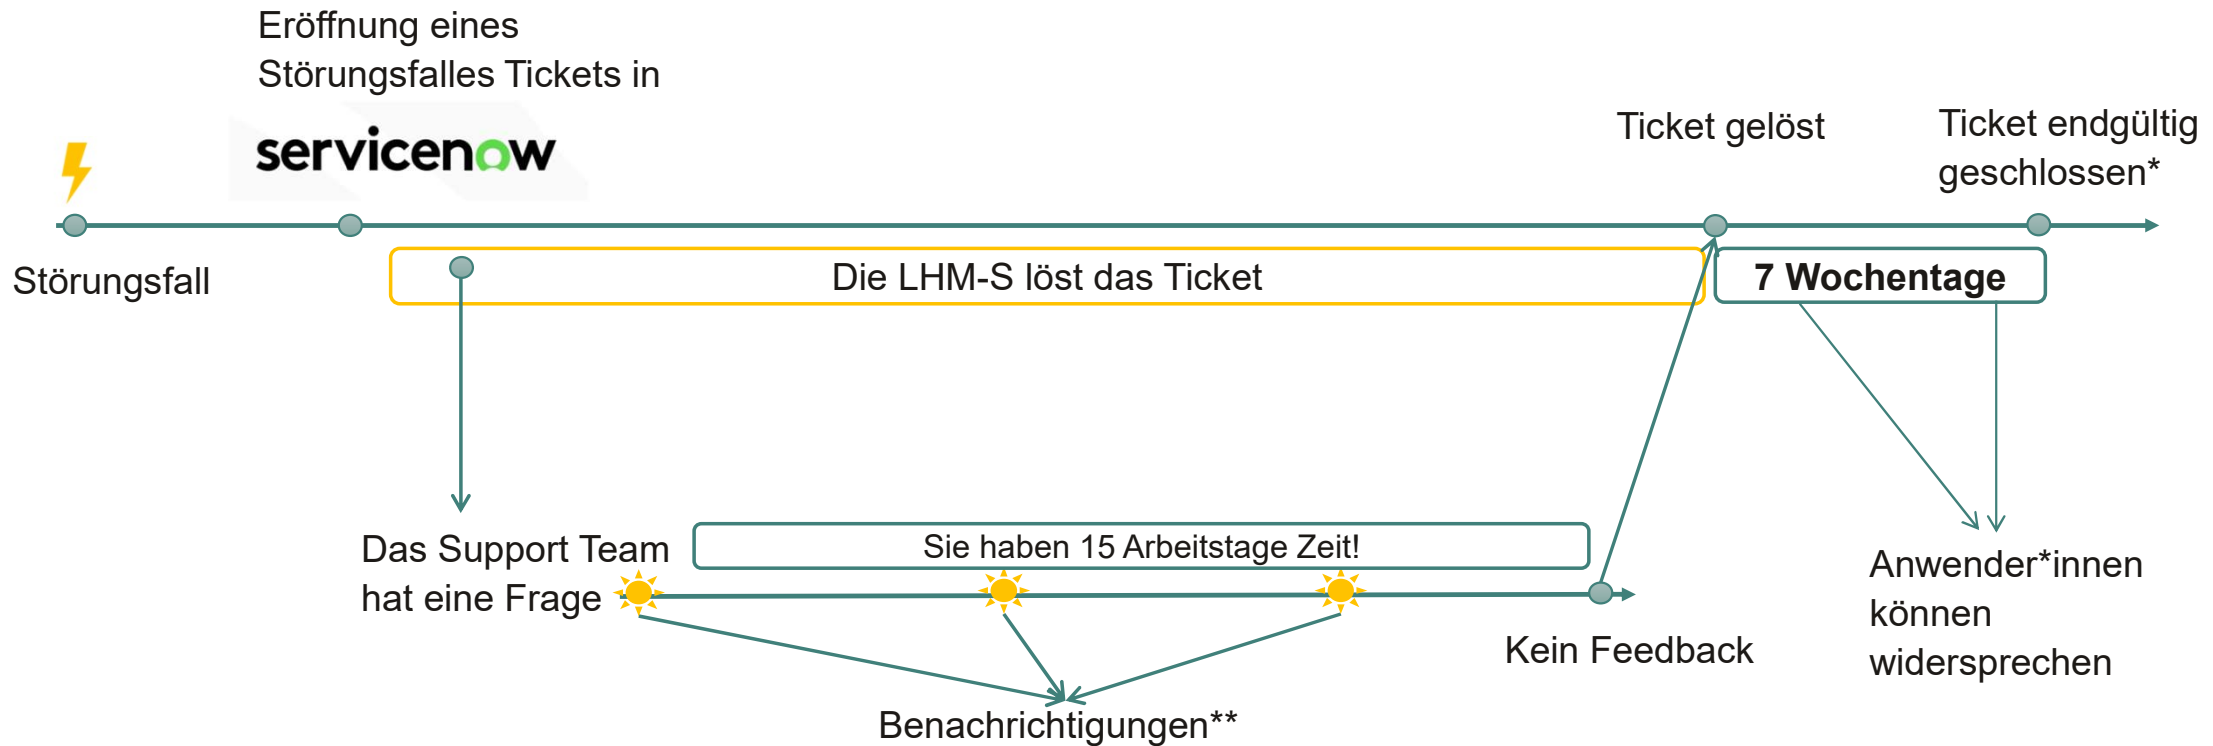 Eröffnung eines
Störungsfalles Tickets in
servicenow
Ticket gelöst
Ticket endgültig
geschlossen*
Störungsfall
Die LHM-S löst das Ticket
7 Wochentage
Das Support Team
hat eine Frage
Sie haben 15 Arbeitstage Zeit!
Kein Feedback
Anwender*innen
können
widersprechen
Benachrichtigungen**